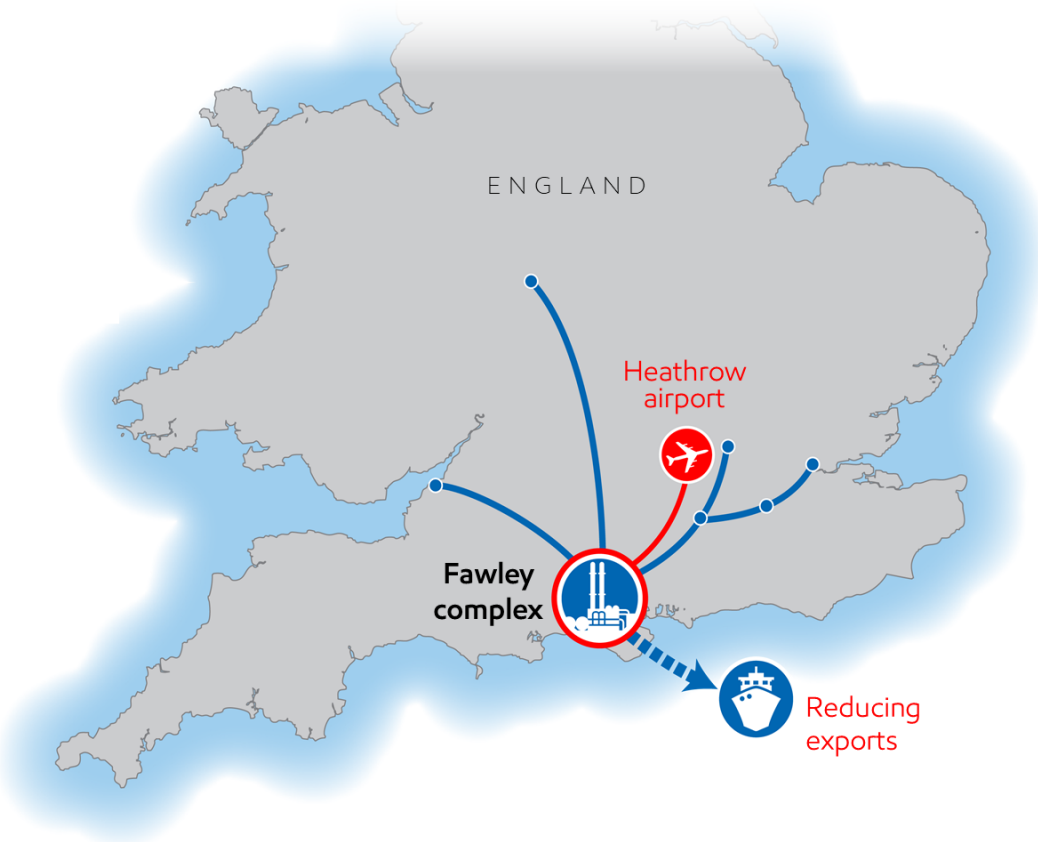 ENGLAND
Heathrow
airport
Fawley
complex
Reducing
exports